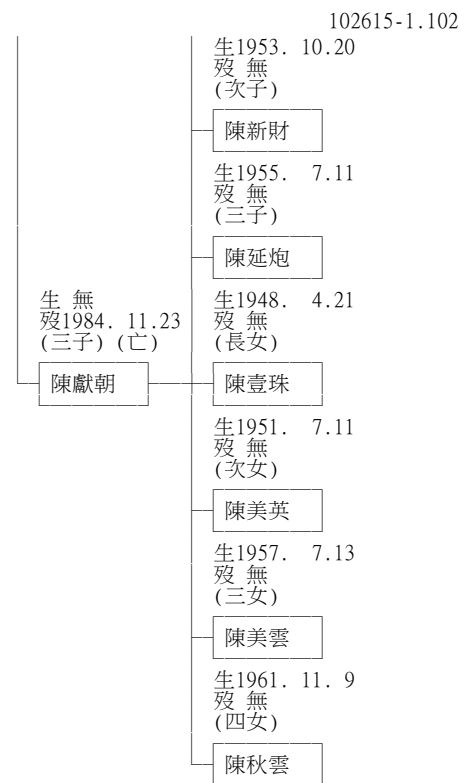 102615-1.102
生1953. 10.20
歿 無
(次子)
陳新財
生1955. 7.11
歿 無
(三子)
陳延炮
生 無
歿1984. 11.23
(三子) (亡)
陳獻朝
生1948. 4.21
歿 無
(長女)
陳壹珠
生1951. 7.11
歿 無
(次女)
陳美英
生1957. 7.13
歿 無
(三女)
陳美雲
生1961. 11. 9
歿 無
(四女)
陳秋雲